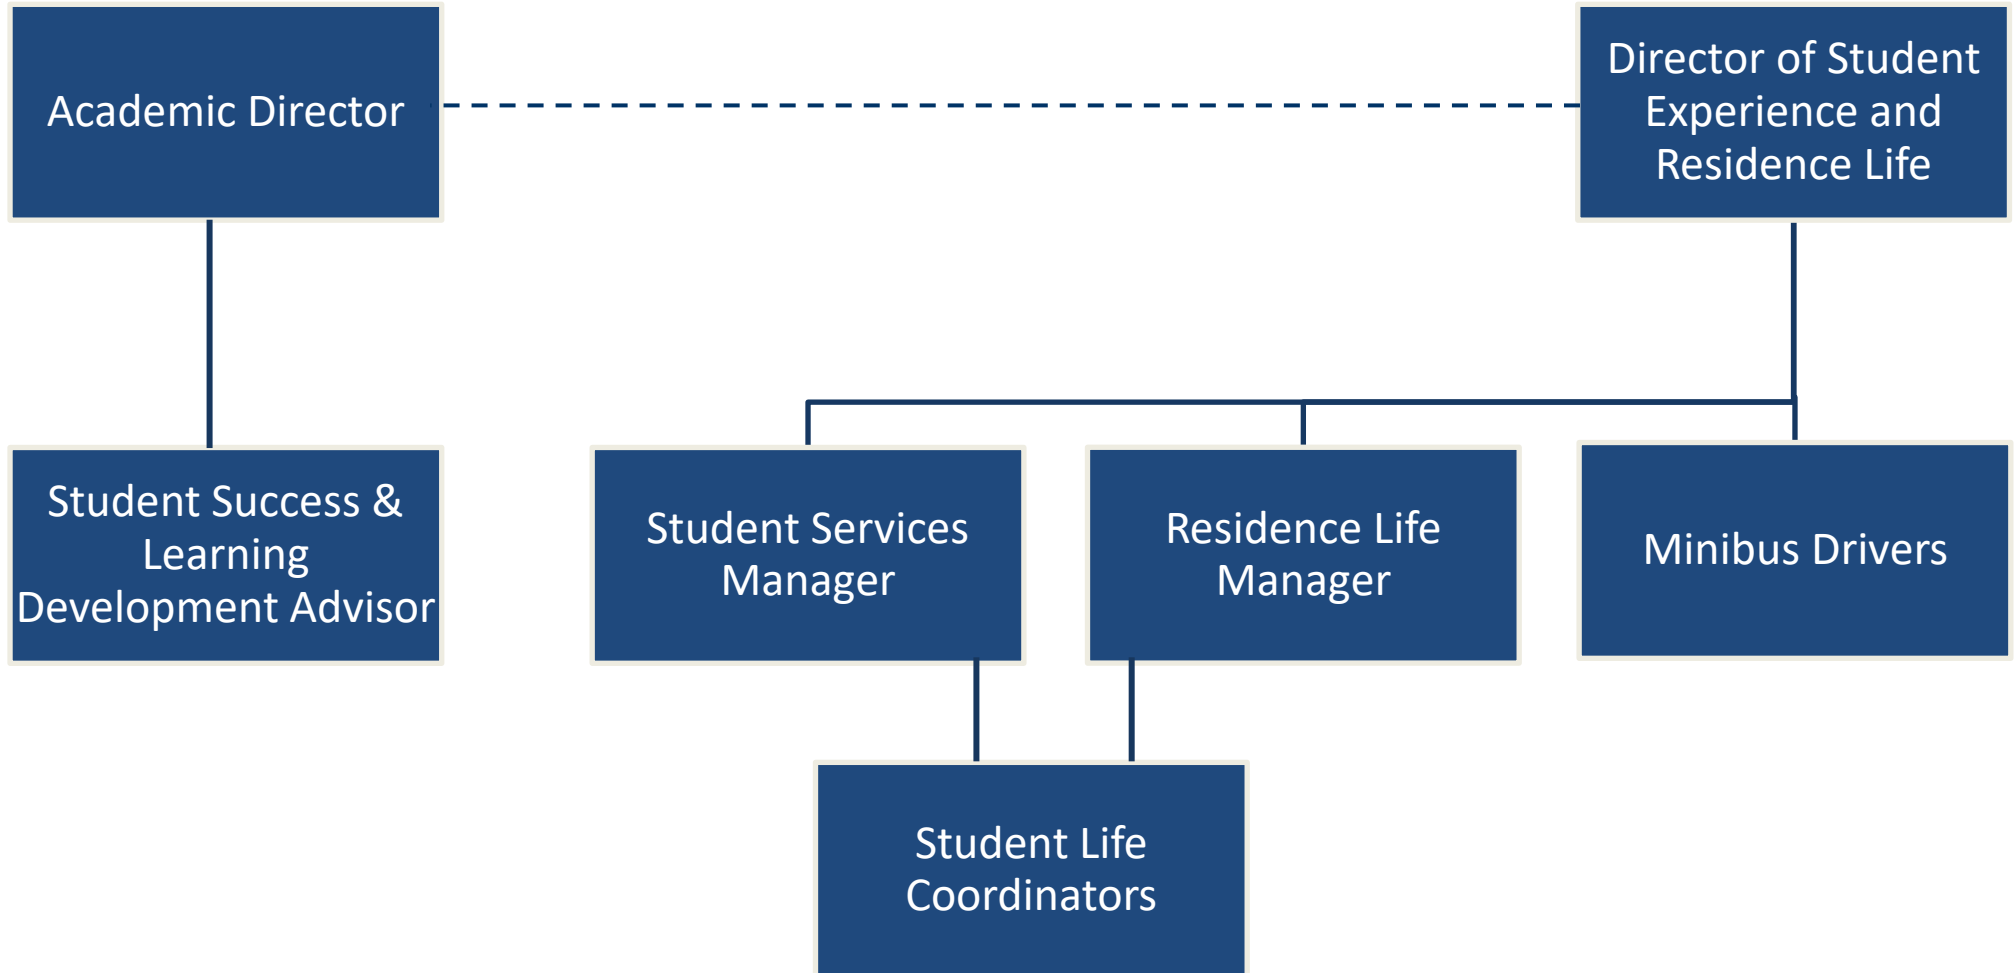 Academic Director
Director of Student
Experience and
Residence Life
Student Success &
Learning
Development Advisor
Student Services
Manager
Residence Life
Manager
Minibus Drivers
Student Life
Coordinators